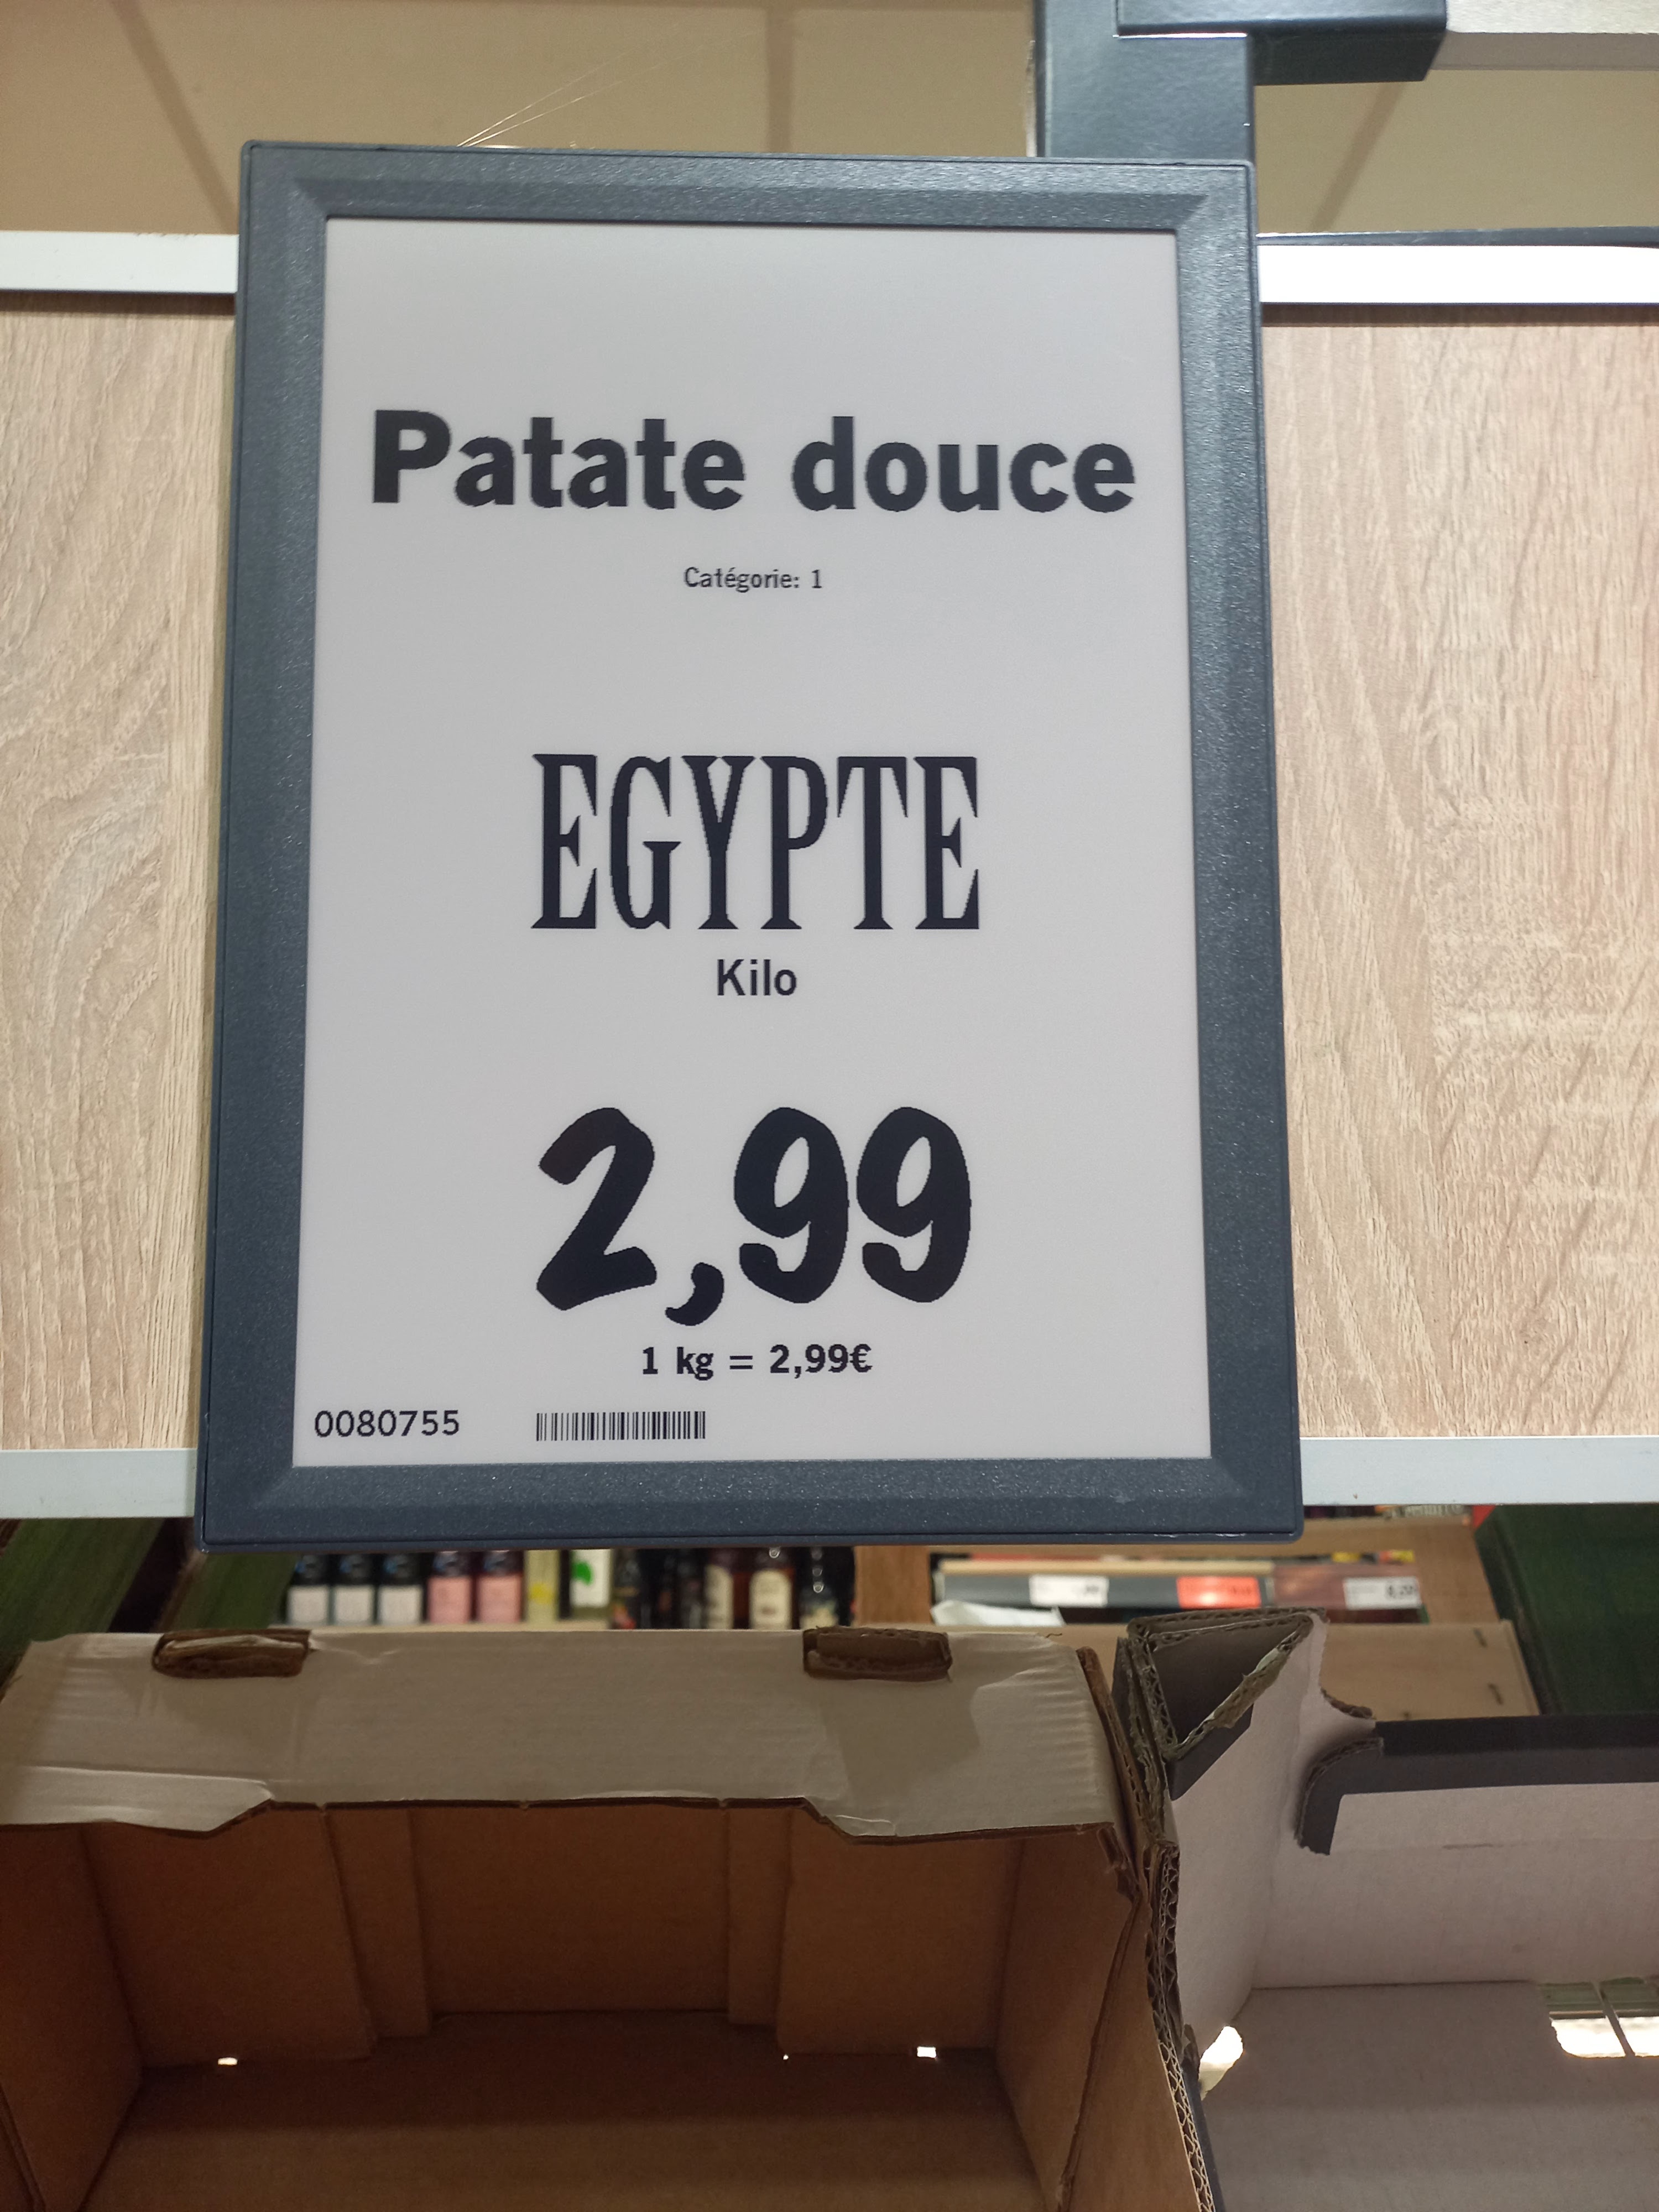 Patate douce
Catégorie: 1
EGYPTE
Kilo
2,99
1 kg = 2,99€
0080755